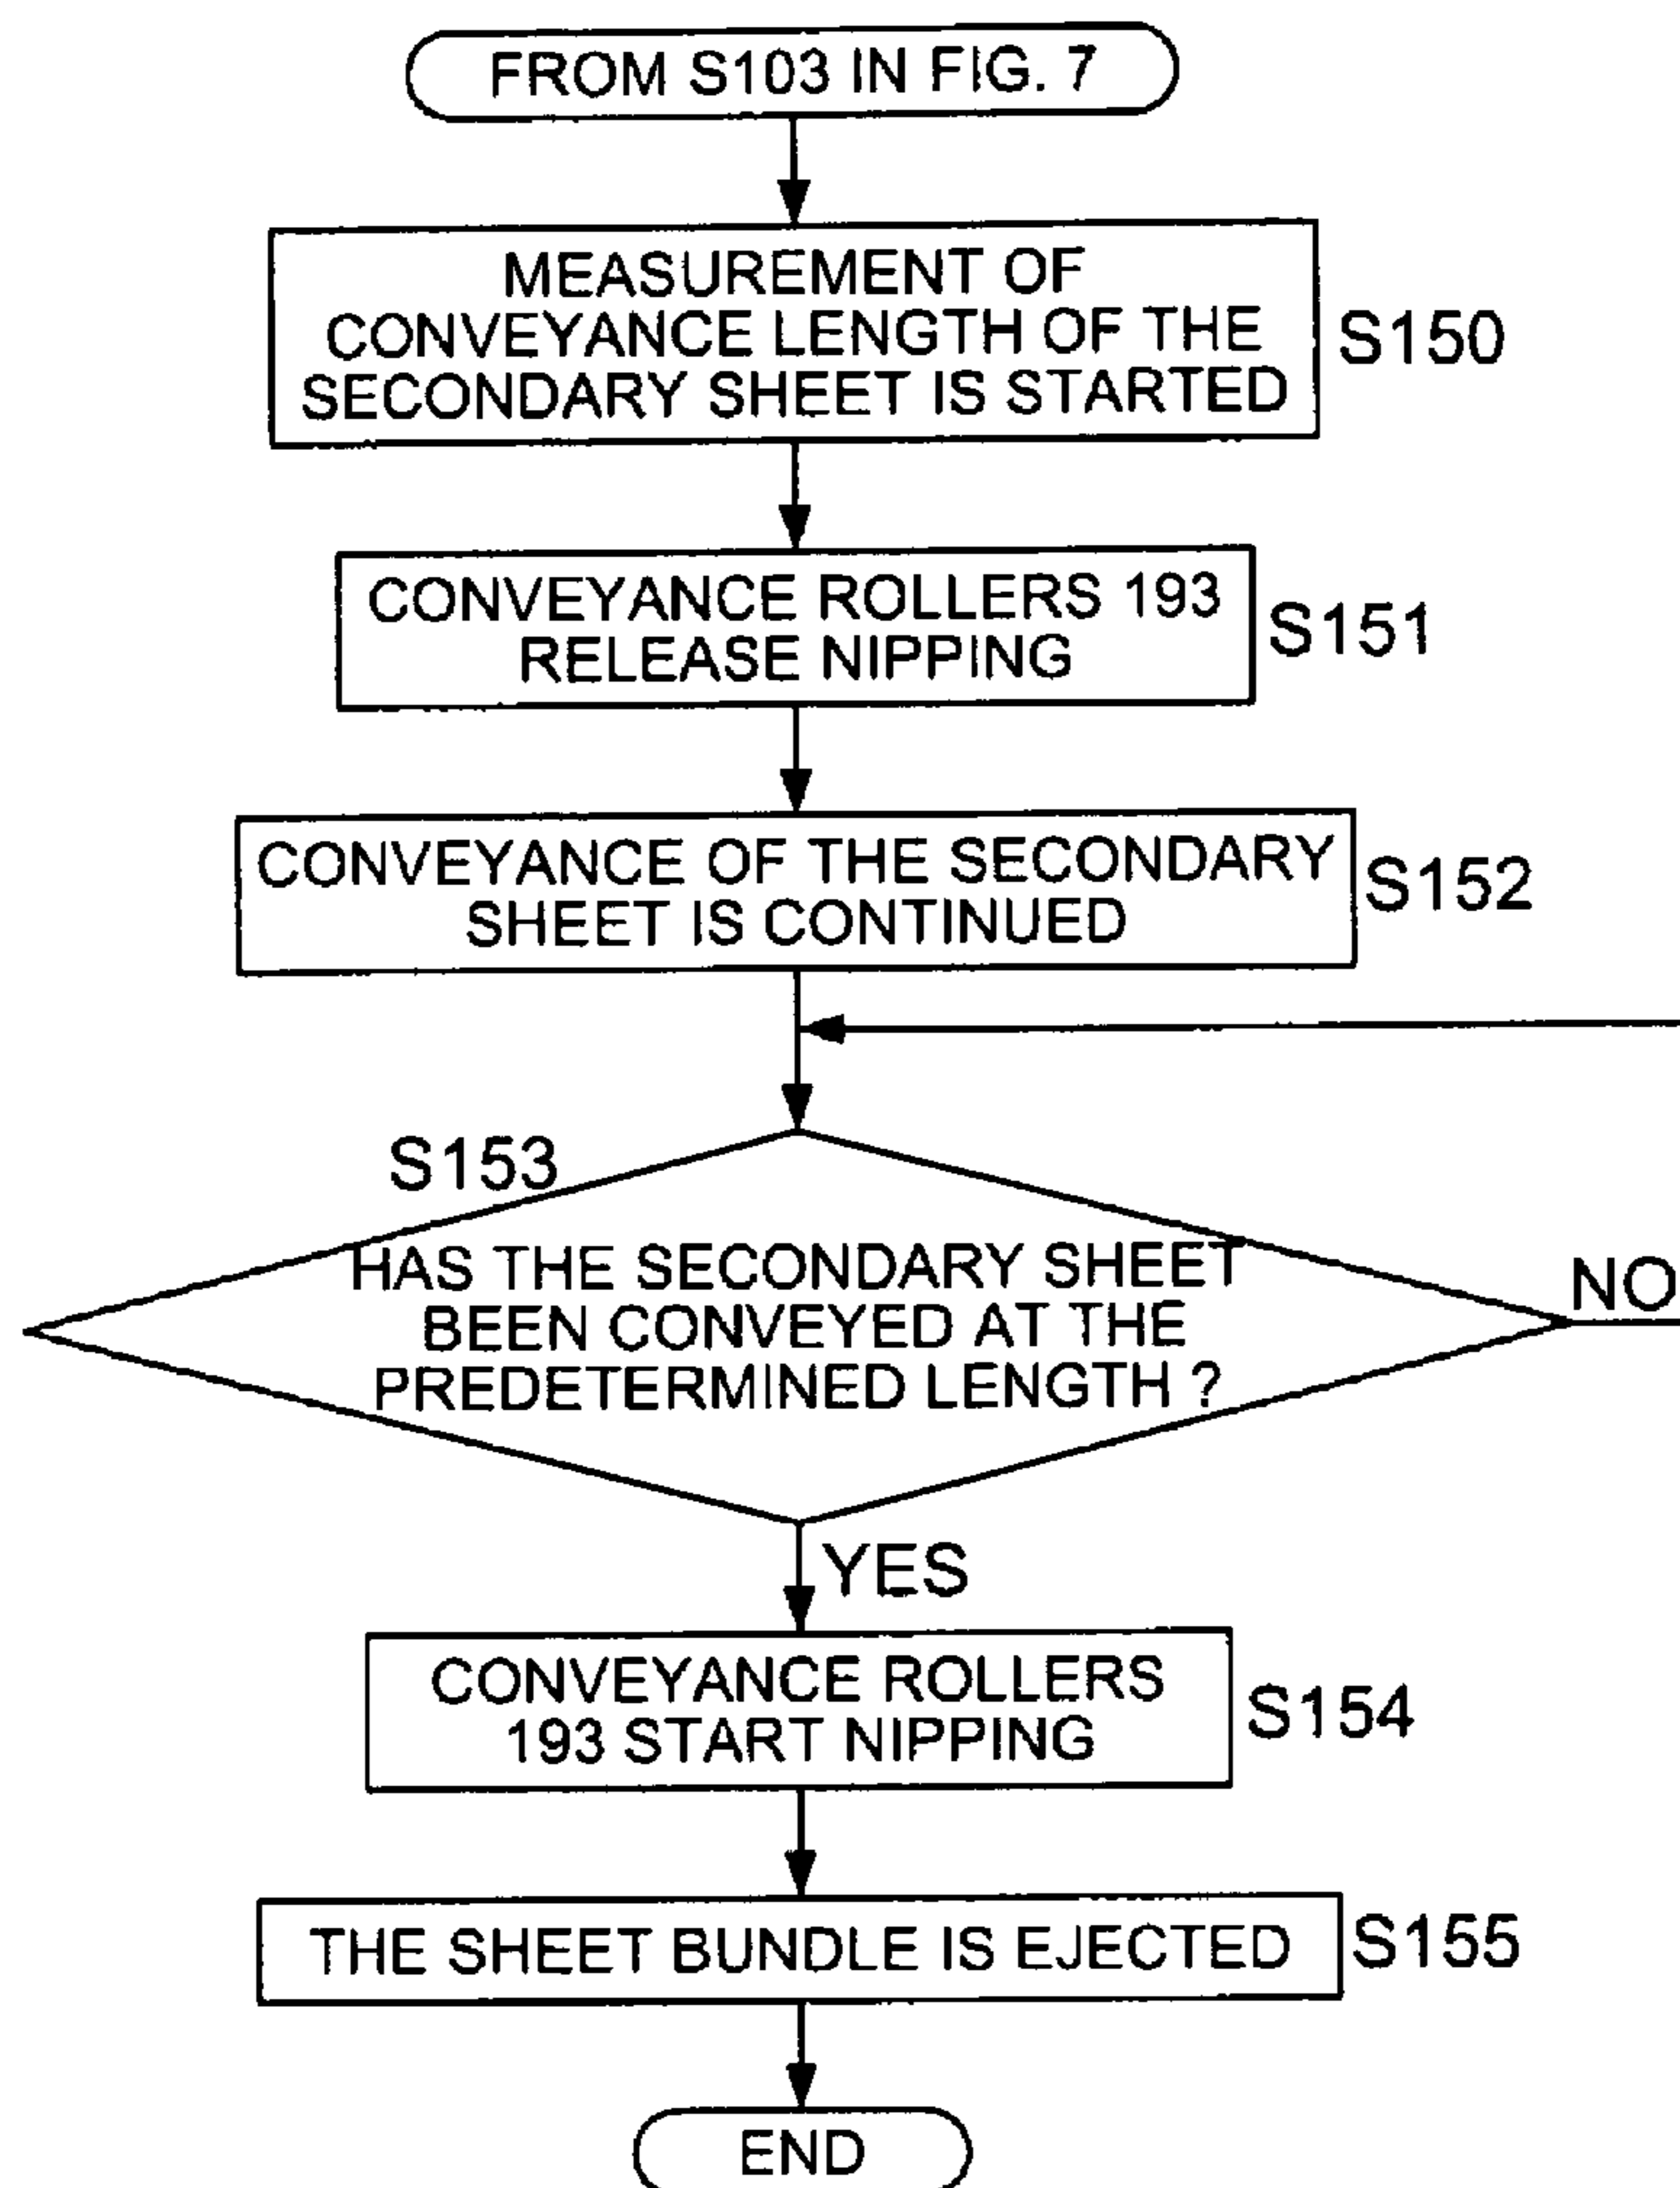 FROM S103 IN FIG. 7
MEASUREMENT OF
CONVEYANCE LENGTH OF THE
SECONDARY SHEET IS STARTED
S150
CONVEYANCE ROLLERS 193
RELEASE NIPPING
S151
CONVEYANCE OF THE SECONDARY
SHEET IS CONTINUED
S152
S153
HAS THE SECONDARY SHEET
BEEN CONVEYED AT THE
PREDETERMINED LENGTH ?
NO
YES
CONVEYANCE ROLLERS
193 START NIPPING
S154
THE SHEET BUNDLE IS EJECTED
S155
END